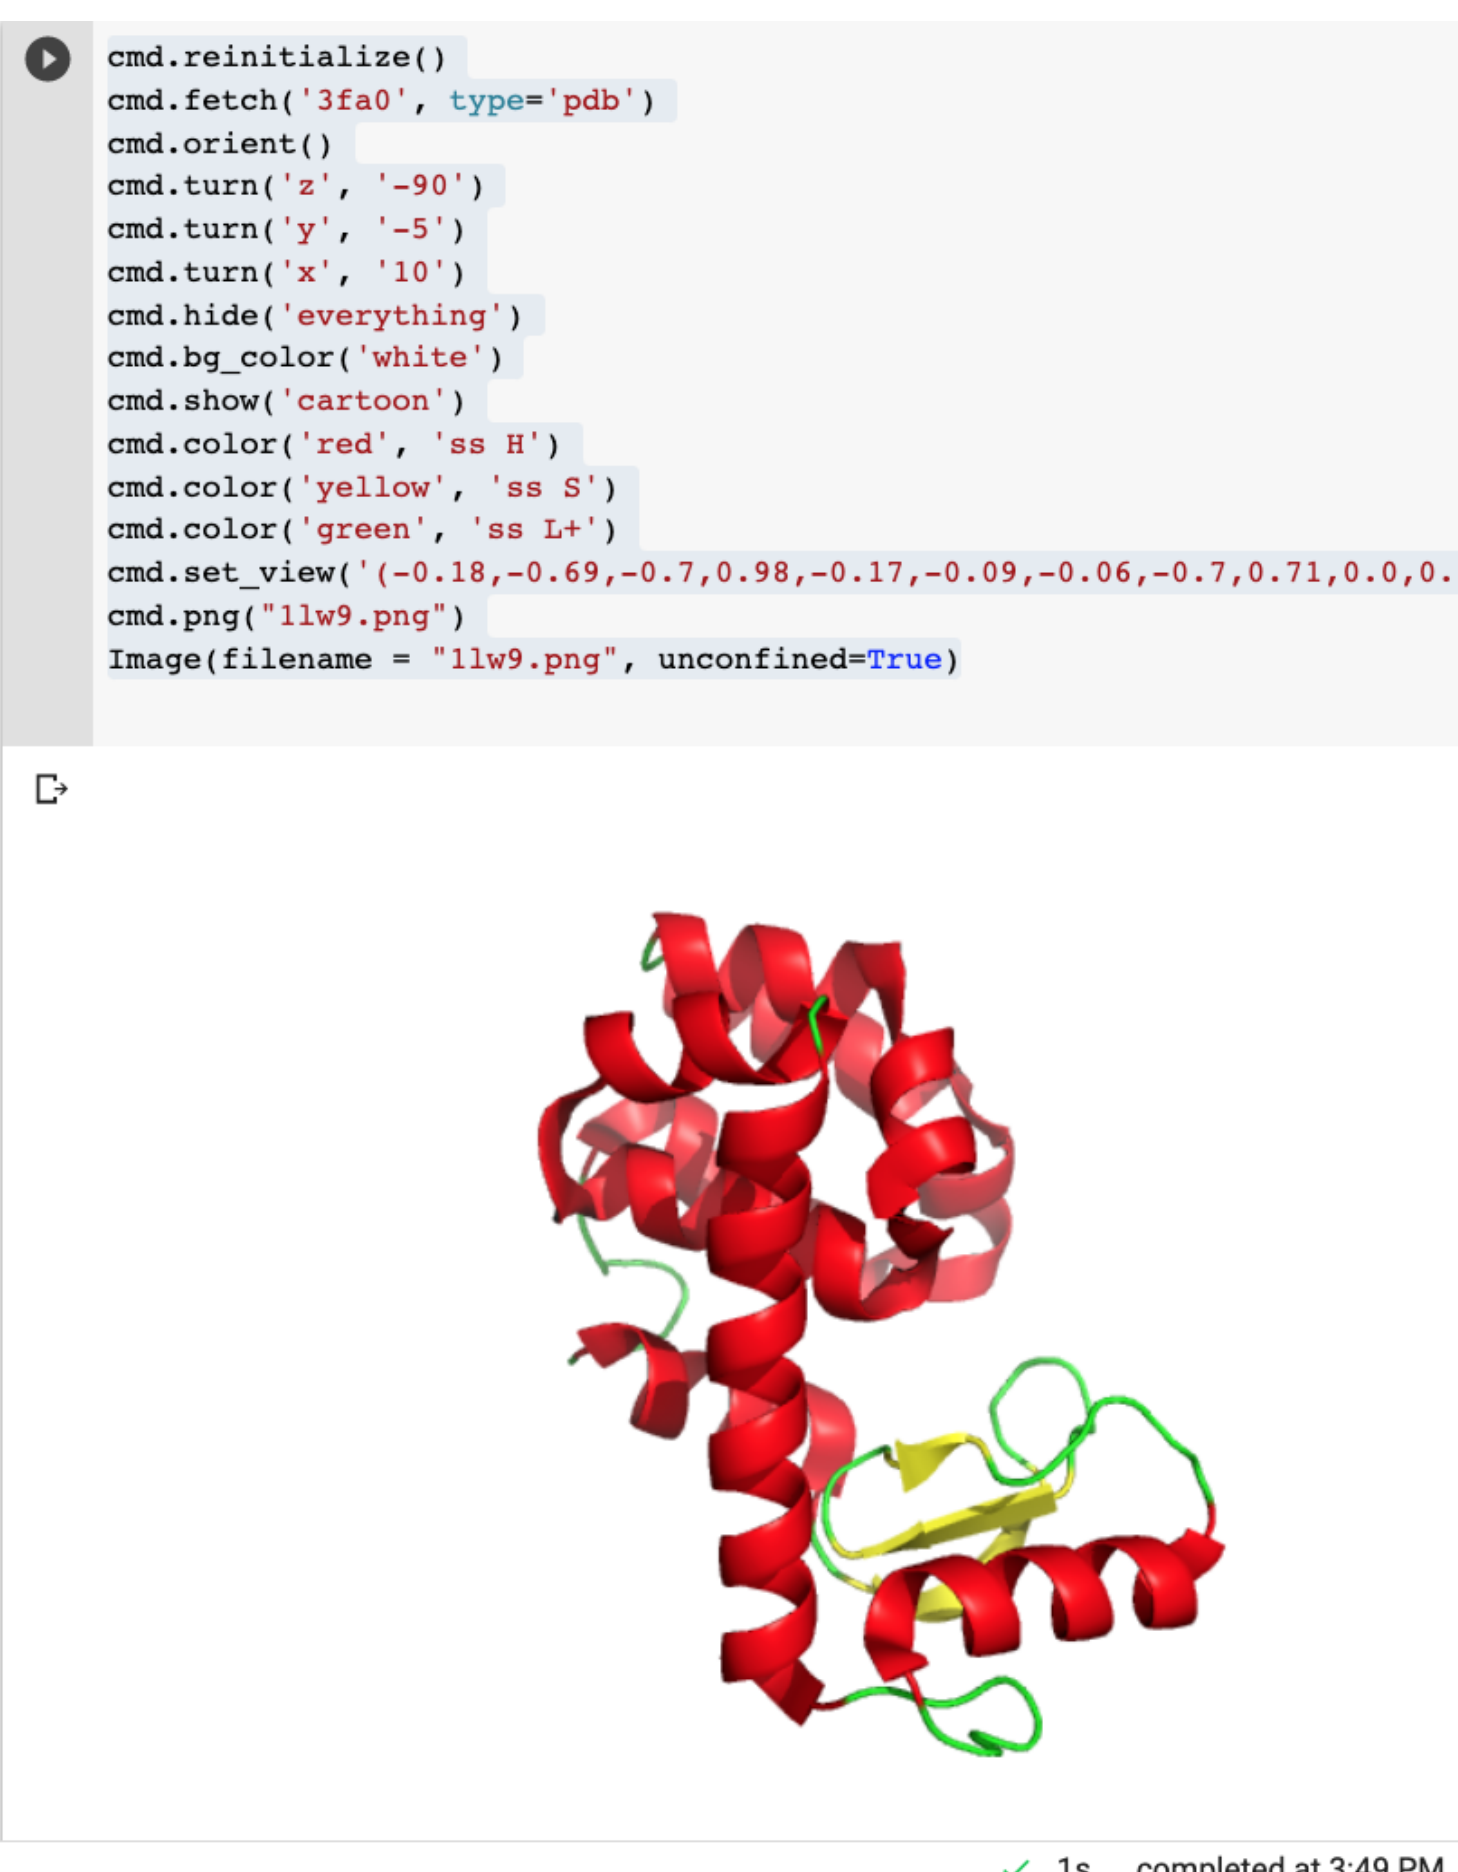 cmd.reinitialize()
cmd.fetch('3fa0', type='pdb')
cmd.orient()
cmd.turn('z', '-90')
cmd.turn('y', '-5')
cmd.turn('x', '10')
cmd.hide('everything')
cmd.bg_color('white')
cmd.show('cartoon')
cmd.color('red', 'ss H')
cmd.color('yellow', 'ss S')
cmd.color('green', 'ss L+')
cmd.set_view('(-0.18,-0.69,-0.7,0.98,-0.17,-0.09,-0.06,-0.7,0.71,0.0,0.
cmd.png("1lw9.png")
Image(filename = "1lw9.png", unconfined=True)
1s completed at 3:49 PM